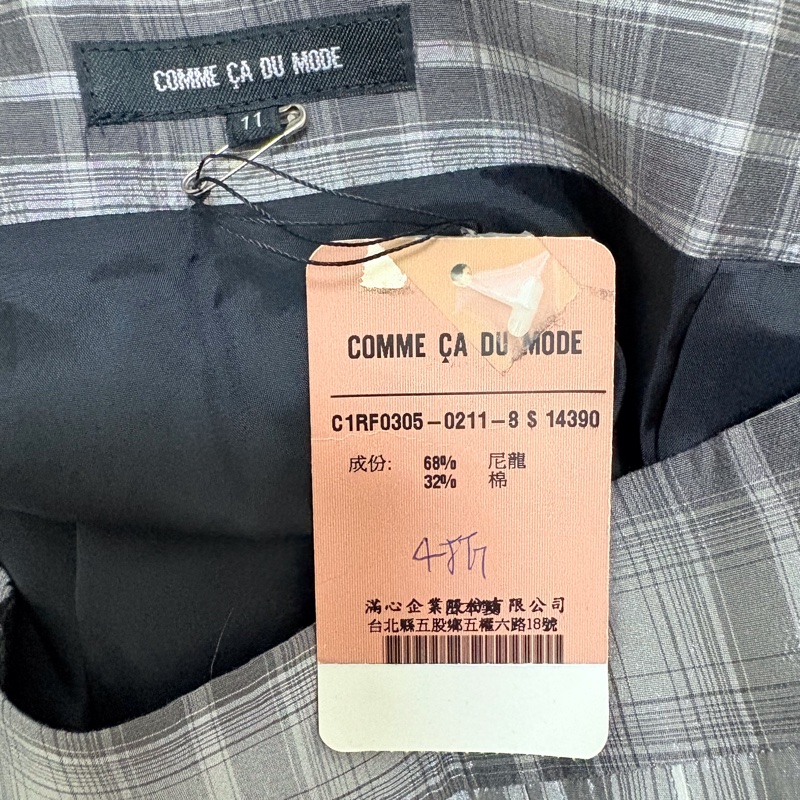 COMME ÇA DU MODE
11
COMME ÇA DU MODE
C1RF0305-0211-8 $ 14390
成份: 68% 尼龍
32% 棉
4折
滿心企業股份有限公司
台北縣五股鄉五權六路18號